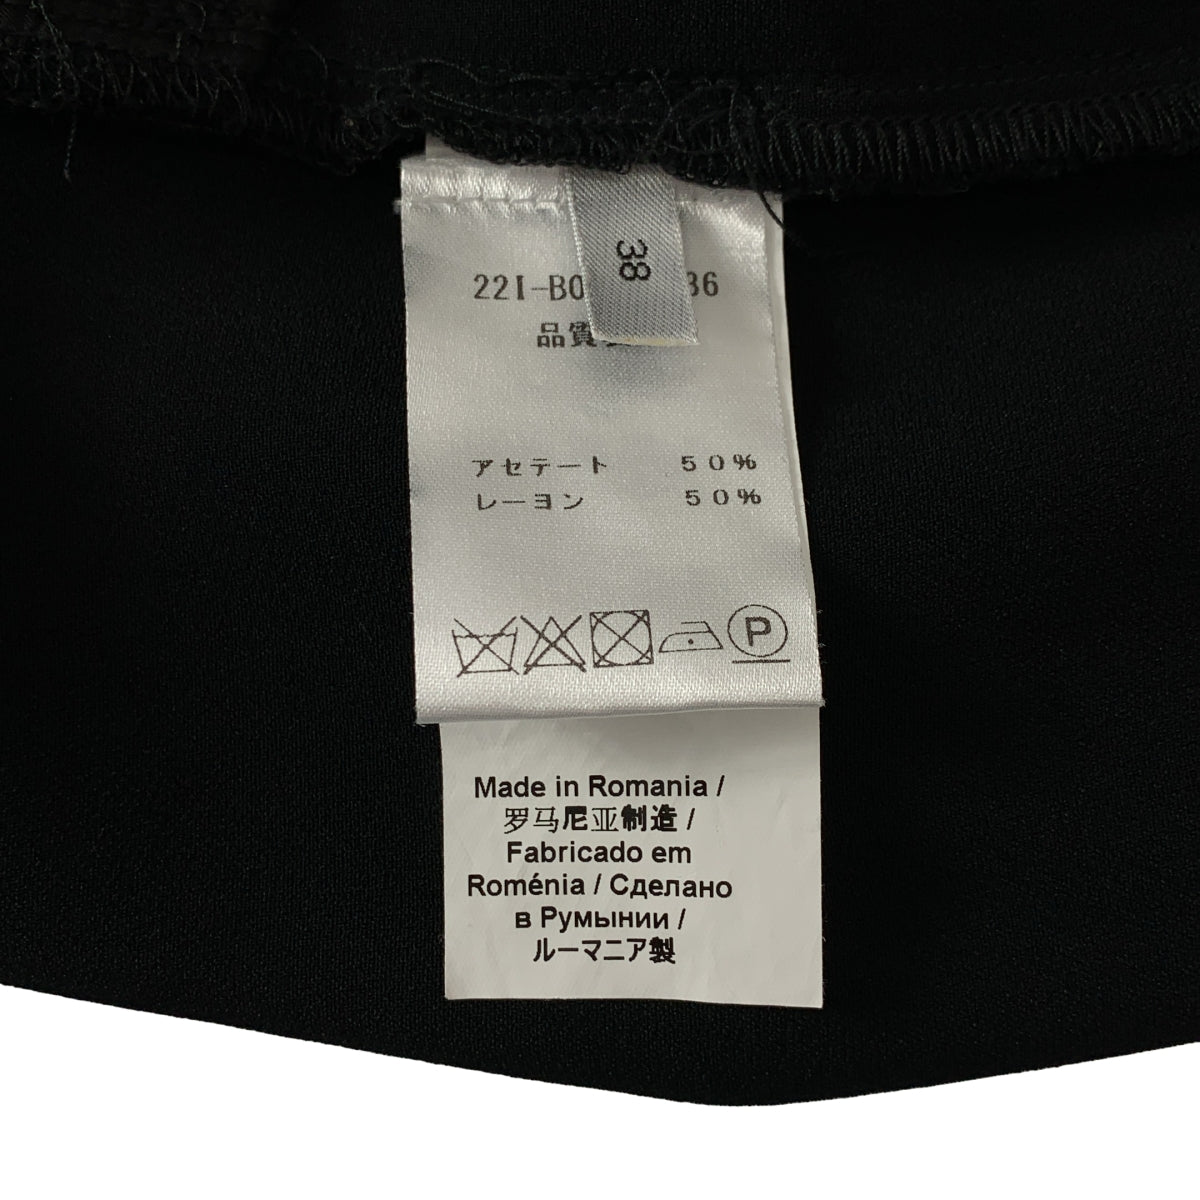 38
22I-B0 36
品質
アセテート 50%
レーヨン 50%
P
Made in Romania /
罗马尼亚制造 /
Fabricado em
Roménia / Сделано
в Румынии /
ルーマニア製